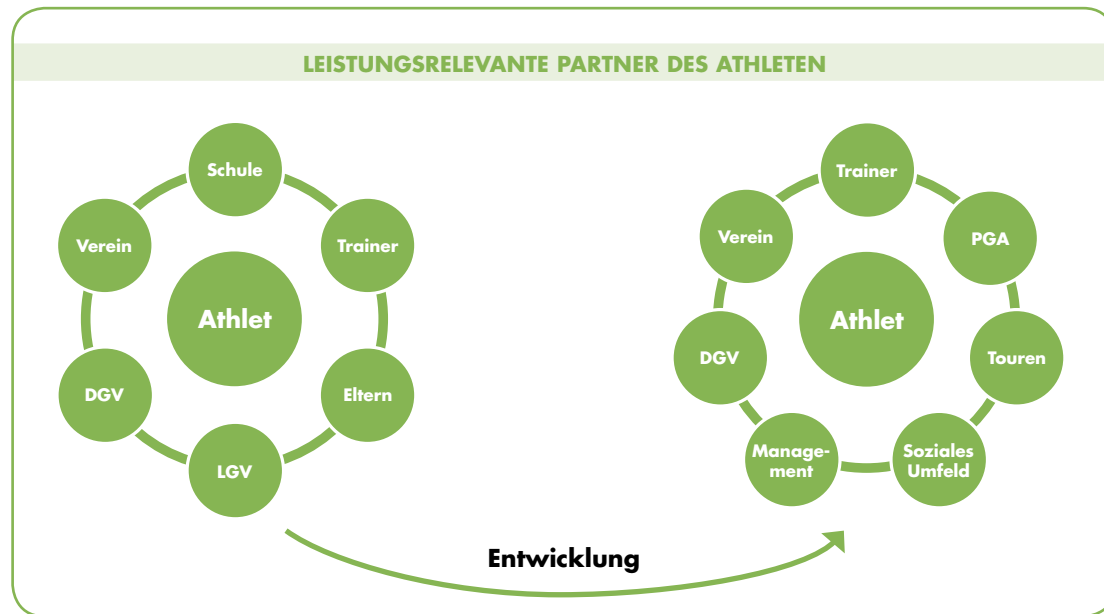 LEISTUNGSRELEVANTE PARTNER DES ATHLETEN
Schule
Trainer
Eltern
LGV
DGV
Verein
Athlet
Trainer
PGA
Touren
Soziales
Umfeld
Manage-
ment
DGV
Verein
Athlet
Entwicklung